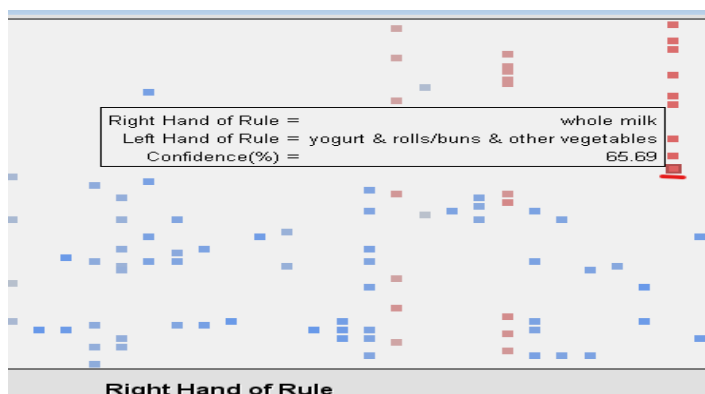 Right Hand of Rule = whole milk
Left Hand of Rule = yogurt & rolls/buns & other vegetables
Confidence(%) = 65.69
Right Hand of Rule